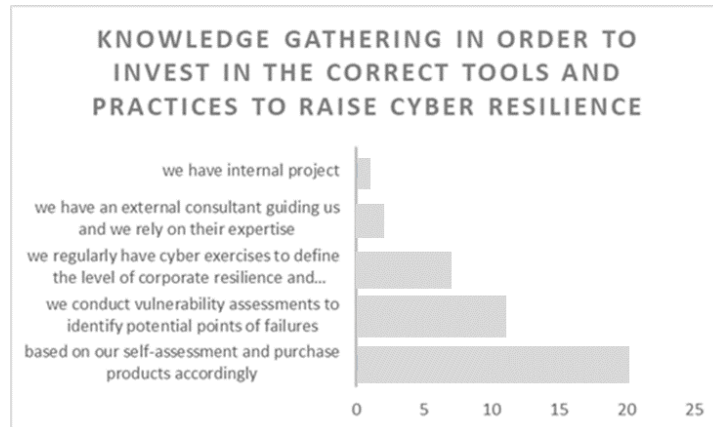 KNOWLEDGE GATHERING IN ORDER TO
INVEST IN THE CORRECT TOOLS AND
PRACTICES TO RAISE CYBER RESILIENCE
we have internal project
we have an external consultant guiding us
and we rely on their expertise
we regularly have cyber exercises to define
the level of corporate resilience and...
we conduct vulnerability assessments to
identify potential points of failures
based on our self-assessment and purchase
products accordingly
0 5 10 15 20 25